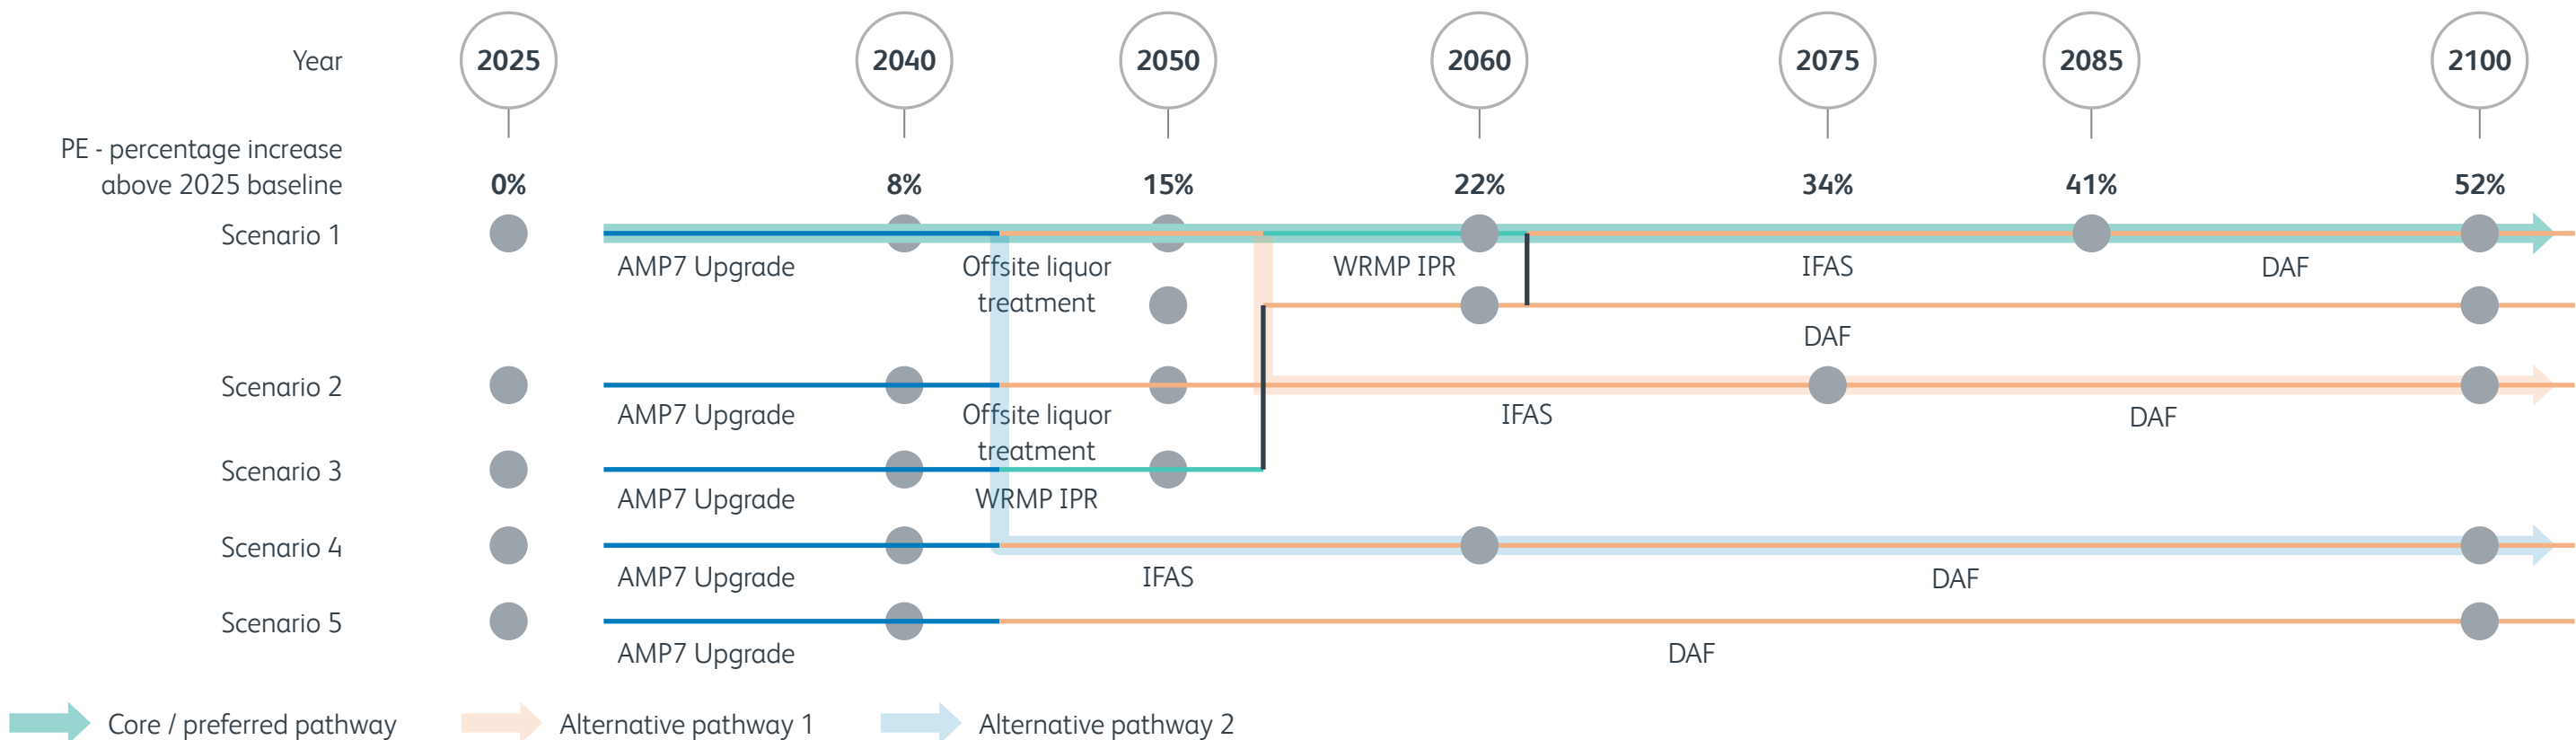 Year
2025
2040
2050
2060
2075
2085
2100
PE - percentage increase
above 2025 baseline
0%
8%
15%
22%
34%
41%
52%
Scenario 1
AMP7 Upgrade
Offsite liquor
treatment
WRMP IPR
IFAS
DAF
DAF
Scenario 2
AMP7 Upgrade
Offsite liquor
treatment
IFAS
DAF
Scenario 3
AMP7 Upgrade
WRMP IPR
Scenario 4
AMP7 Upgrade
IFAS
DAF
Scenario 5
AMP7 Upgrade
DAF
Core / preferred pathway
Alternative pathway 1
Alternative pathway 2